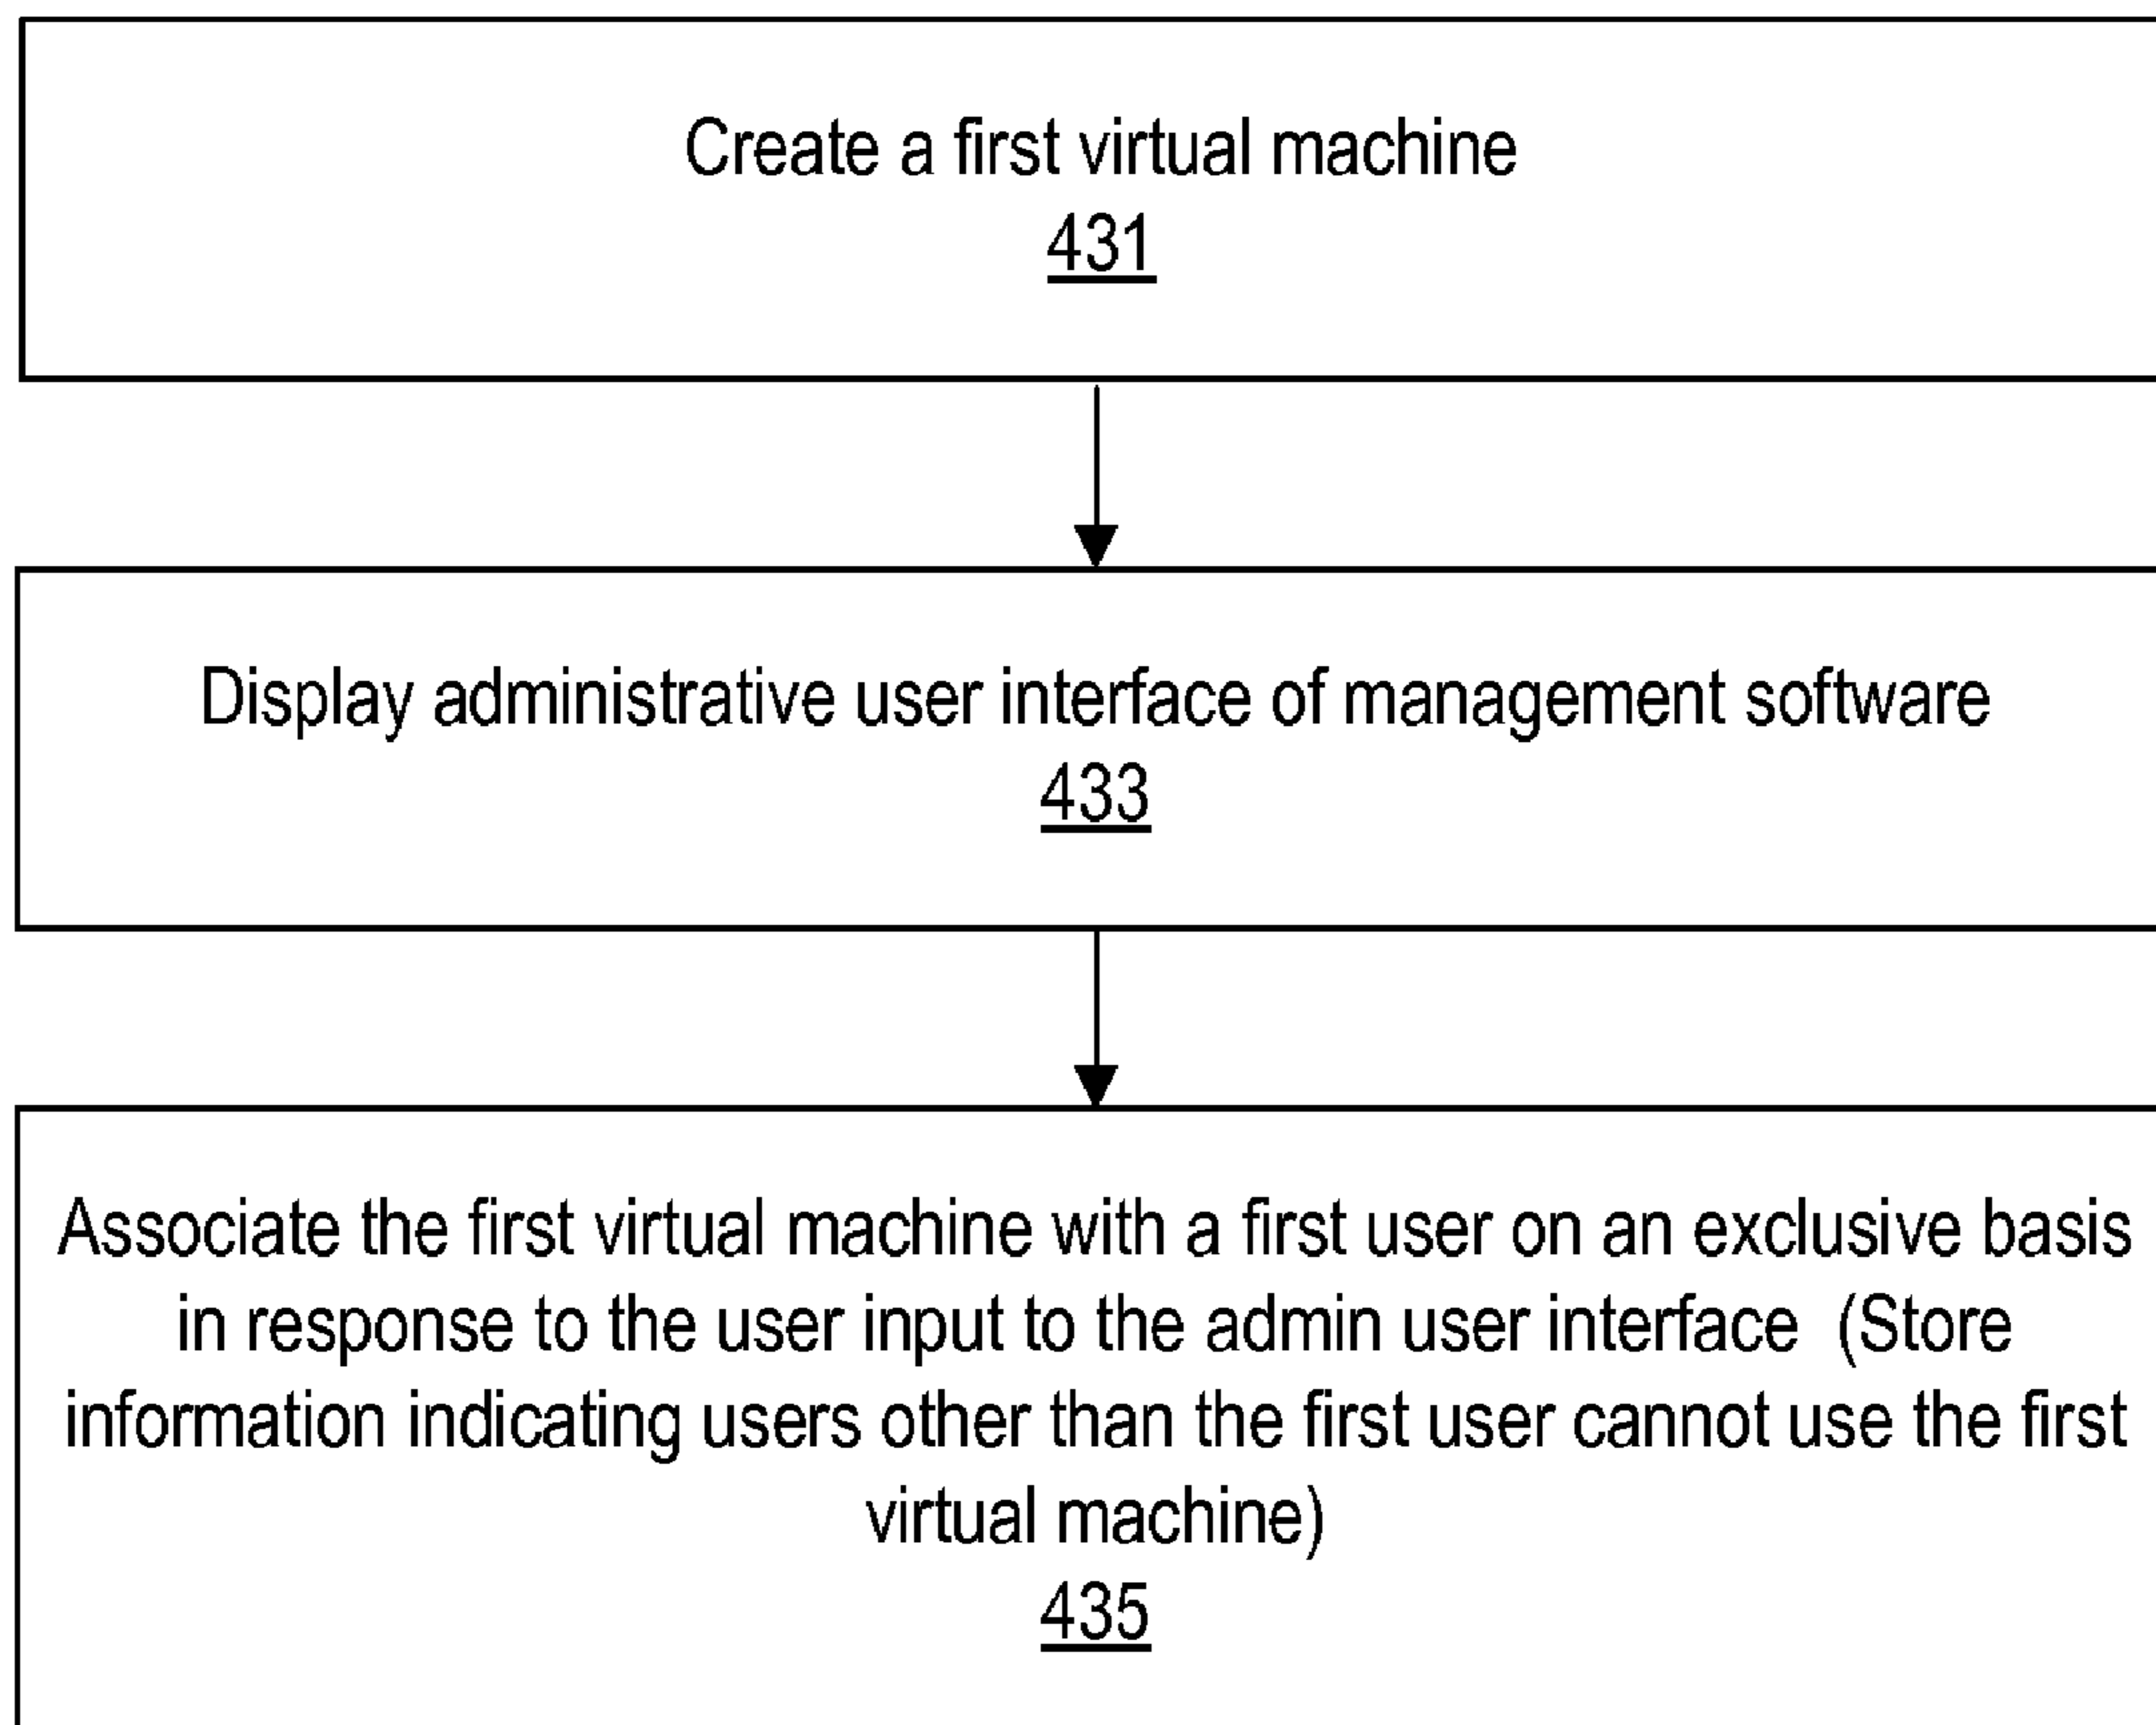 Create a first virtual machine
431
Display administrative user interface of management software
433
Associate the first virtual machine with a first user on an exclusive basis
in response to the user input to the admin user interface (Store
information indicating users other than the first user cannot use the first
virtual machine)
435